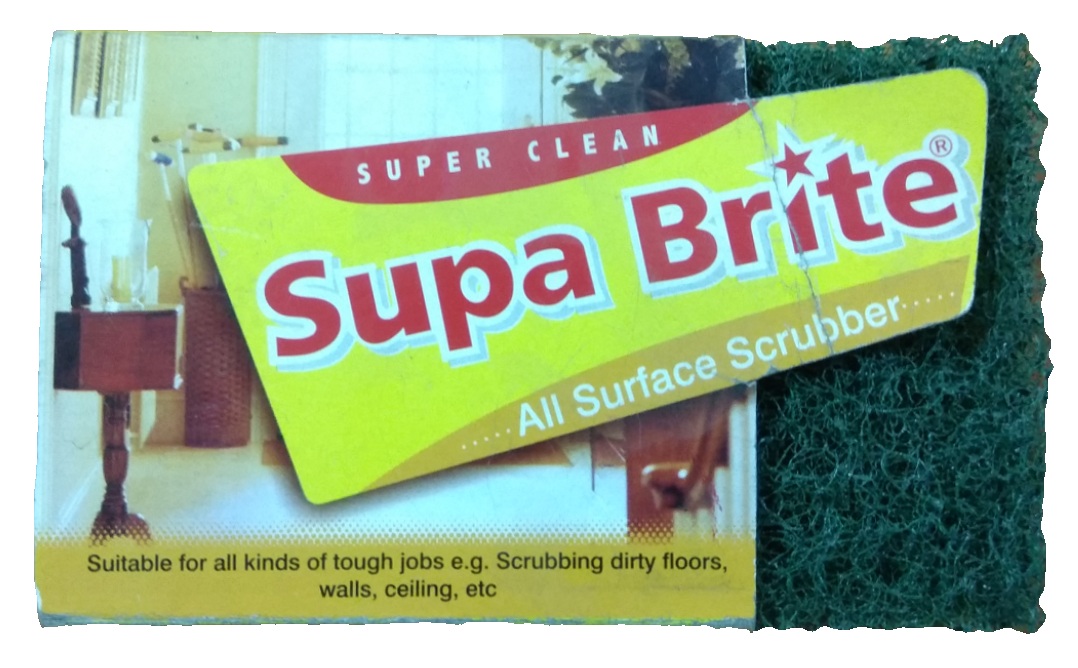 SUPER CLEAN
Supa Brite®
.....All Surface Scrubber.....
Suitable for all kinds of tough jobs e.g. Scrubbing dirty floors,
walls, ceiling, etc